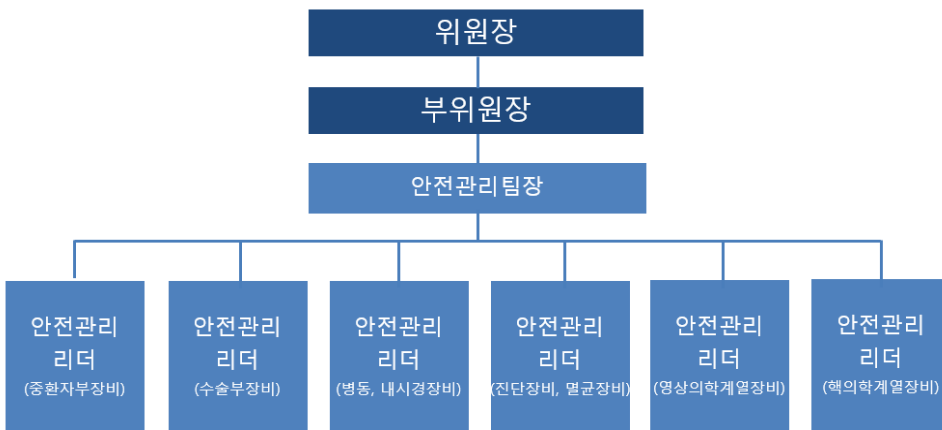 위원장
부위원장
안전관리팀장
안전관리
리더
(중환자부장비)
안전관리
리더
(수술부장비)
안전관리
리더
(병동, 내시경장비)
안전관리
리더
(진단장비, 멸균장비)
안전관리
리더
(영상의학계열장비)
안전관리
리더
(핵의학계열장비)